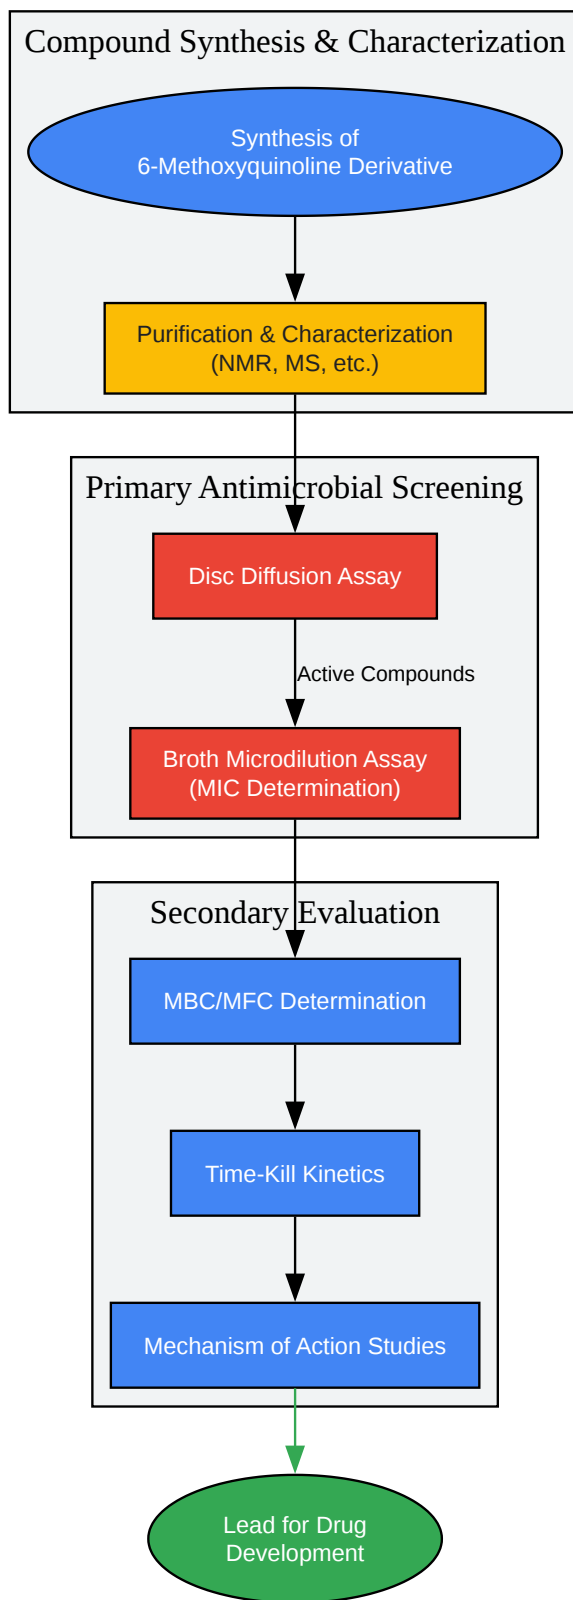 Compound Synthesis & Characterization
Synthesis of
6-Methoxyquinoline Derivative
Purification & Characterization
(NMR, MS, etc.)
Primary Antimicrobial Screening
Disc Diffusion Assay
Active Compounds
Broth Microdilution Assay
(MIC Determination)
Secondary Evaluation
MBC/MFC Determination
Time-Kill Kinetics
Mechanism of Action Studies
Lead for Drug
Development